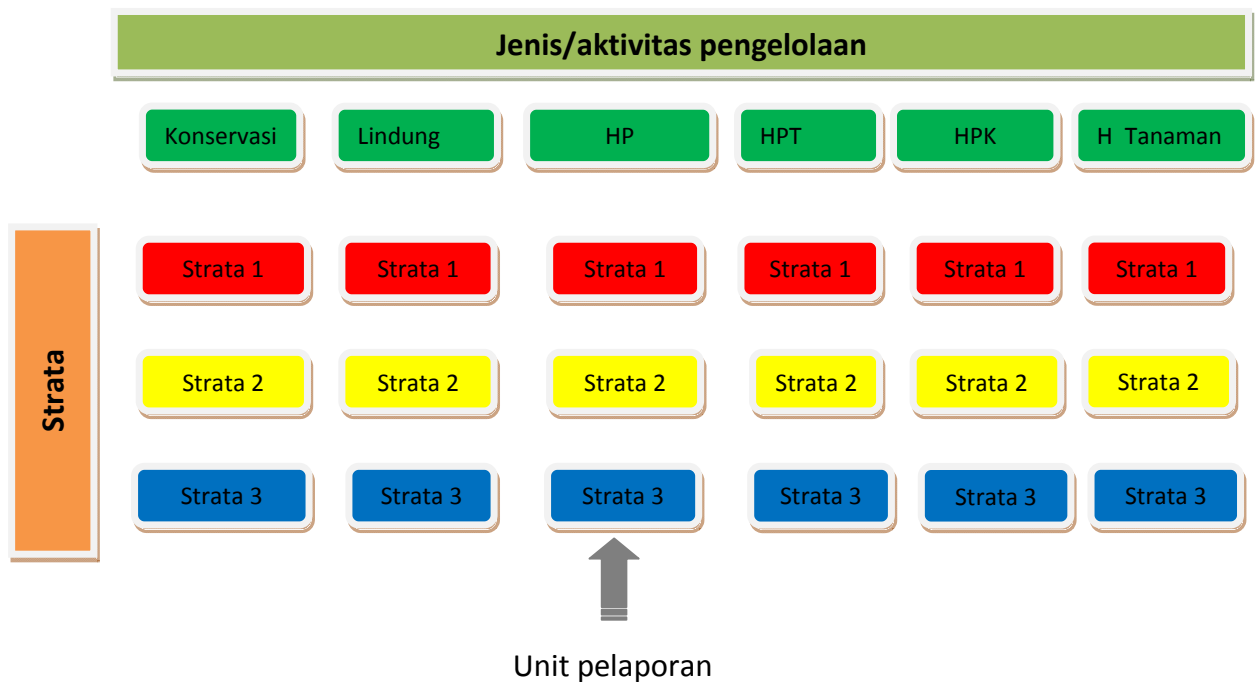 Jenis/aktivitas pengelolaan
Konservasi Lindung HP HPT HPK H Tanaman
Strata
Strata 1 Strata 1 Strata 1 Strata 1 Strata 1 Strata 1
Strata 2 Strata 2 Strata 2 Strata 2 Strata 2 Strata 2
Strata 3 Strata 3 Strata 3 Strata 3 Strata 3 Strata 3
Unit pelaporan